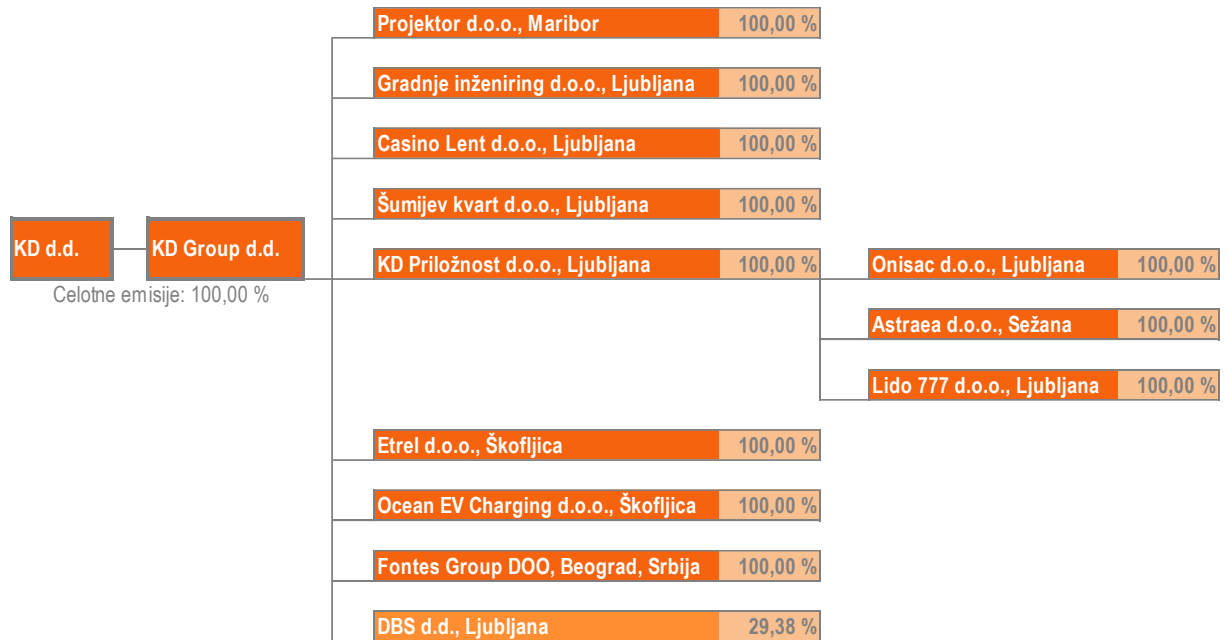 Projektor d.o.o., Maribor 100,00 %
Gradnje inženiring d.o.o., Ljubljana 100,00 %
Casino Lent d.o.o., Ljubljana 100,00 %
Šumijev kvart d.o.o., Ljubljana 100,00 %
KD d.d. KD Group d.d. KD Priložnost d.o.o., Ljubljana 100,00 % Onisac d.o.o., Ljubljana 100,00 %
Celotne emisije: 100,00 %
Astraea d.o.o., Sežana 100,00 %
Lido 777 d.o.o., Ljubljana 100,00 %
Etrel d.o.o., Škofljica 100,00 %
Ocean EV Charging d.o.o., Škofljica 100,00 %
Fontes Group DOO, Beograd, Srbija 100,00 %
DBS d.d., Ljubljana 29,38 %